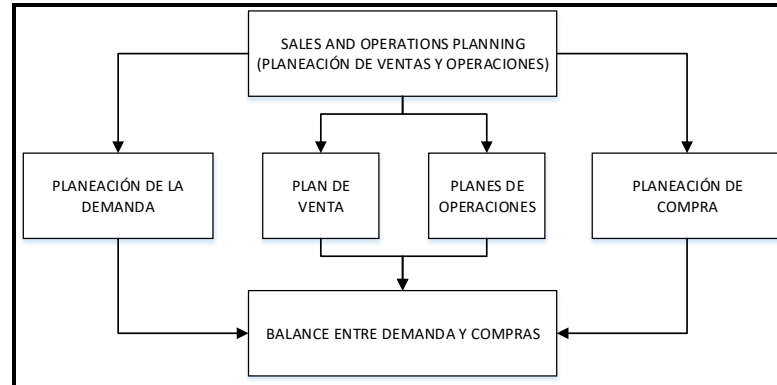 SALES AND OPERATIONS PLANNING
(PLANEACIÓN DE VENTAS Y OPERACIONES)
PLANEACIÓN DE LA
DEMANDA
PLAN DE
VENTA
PLANES DE
OPERACIONES
PLANEACIÓN DE
COMPRA
BALANCE ENTRE DEMANDA Y COMPRAS